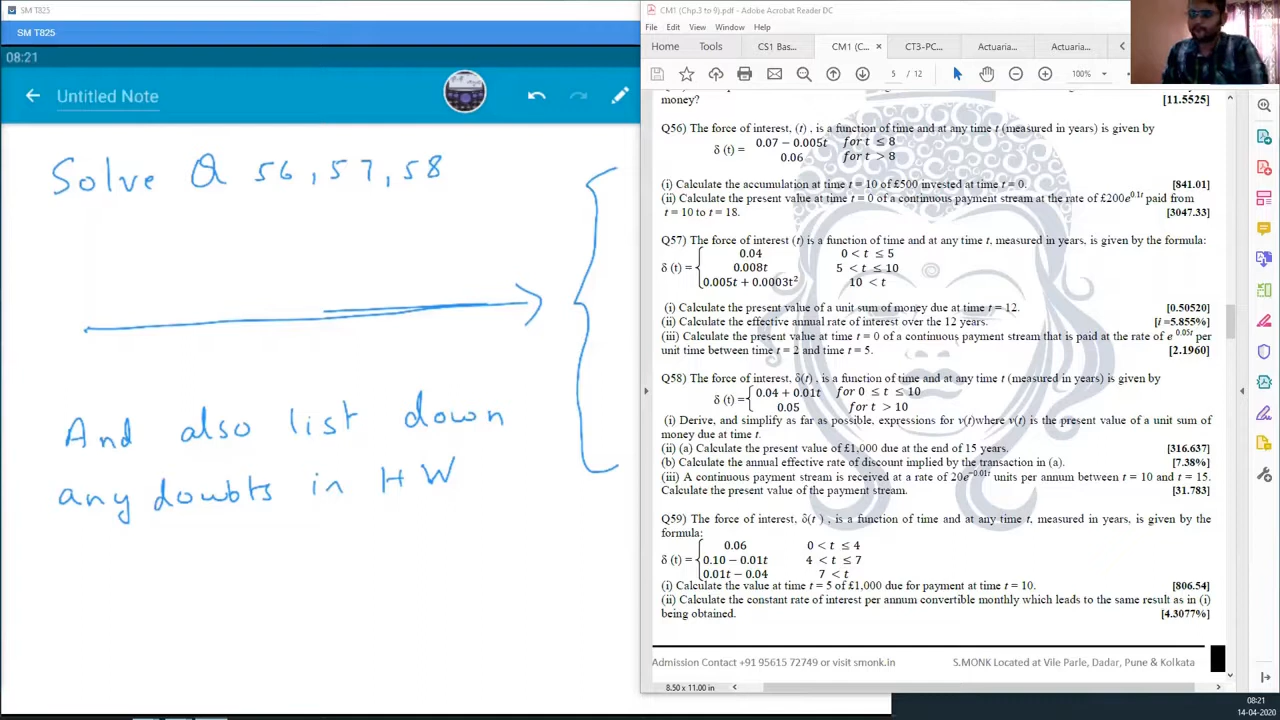 SM T825
SM T825
08:21
Untitled Note
Solve Q 56, 57, 58
And also list down
any doubts in HW
CM1 (Chp.3 to 9).pdf - Adobe Acrobat Reader DC
File Edit View Window Help
Home Tools CS1 Bas... CM1 (C... × CT3-PC... Actuaria... Actuaria...
5 / 12 100%
money? [11.5525]
Q56) The force of interest, (t) , is a function of time and at any time t (measured in years) is given by
δ (t) = 0.07 − 0.005t for t ≤ 8
0.06 for t > 8
(i) Calculate the accumulation at time t = 10 of £500 invested at time t = 0. [841.01]
(ii) Calculate the present value at time t = 0 of a continuous payment stream at the rate of £200e^0.1t paid from
t = 10 to t = 18. [3047.33]
Q57) The force of interest (t) is a function of time and at any time t, measured in years, is given by the formula:
0.04 0 < t ≤ 5
δ (t) = { 0.008t 5 < t ≤ 10
0.005t + 0.0003t² 10 < t
(i) Calculate the present value of a unit sum of money due at time t = 12. [0.50520]
(ii) Calculate the effective annual rate of interest over the 12 years. [i =5.855%]
(iii) Calculate the present value at time t = 0 of a continuous payment stream that is paid at the rate of e^0.05t per
unit time between time t = 2 and time t = 5. [2.1960]
Q58) The force of interest, δ(t) , is a function of time and at any time t (measured in years) is given by
δ (t) = { 0.04 + 0.01t for 0 ≤ t ≤ 10
0.05 for t > 10
(i) Derive, and simplify as far as possible, expressions for v(t)where v(t) is the present value of a unit sum of
money due at time t.
(ii) (a) Calculate the present value of £1,000 due at the end of 15 years. [316.637]
(b) Calculate the annual effective rate of discount implied by the transaction in (a). [7.38%]
(iii) A continuous payment stream is received at a rate of 20e^−0.01t units per annum between t = 10 and t = 15.
Calculate the present value of the payment stream. [31.783]
Q59) The force of interest, δ(t ) , is a function of time and at any time t, measured in years, is given by the
formula:
0.06 0 < t ≤ 4
δ (t) = { 0.10 − 0.01t 4 < t ≤ 7
0.01t − 0.04 7 < t
(i) Calculate the value at time t = 5 of £1,000 due for payment at time t = 10. [806.54]
(ii) Calculate the constant rate of interest per annum convertible monthly which leads to the same result as in (i)
being obtained. [4.3077%]
Admission Contact +91 95615 72749 or visit smonk.in S.MONK Located at Vile Parle, Dadar, Pune & Kolkata
8.50 x 11.00 in
08:21
14-04-2020